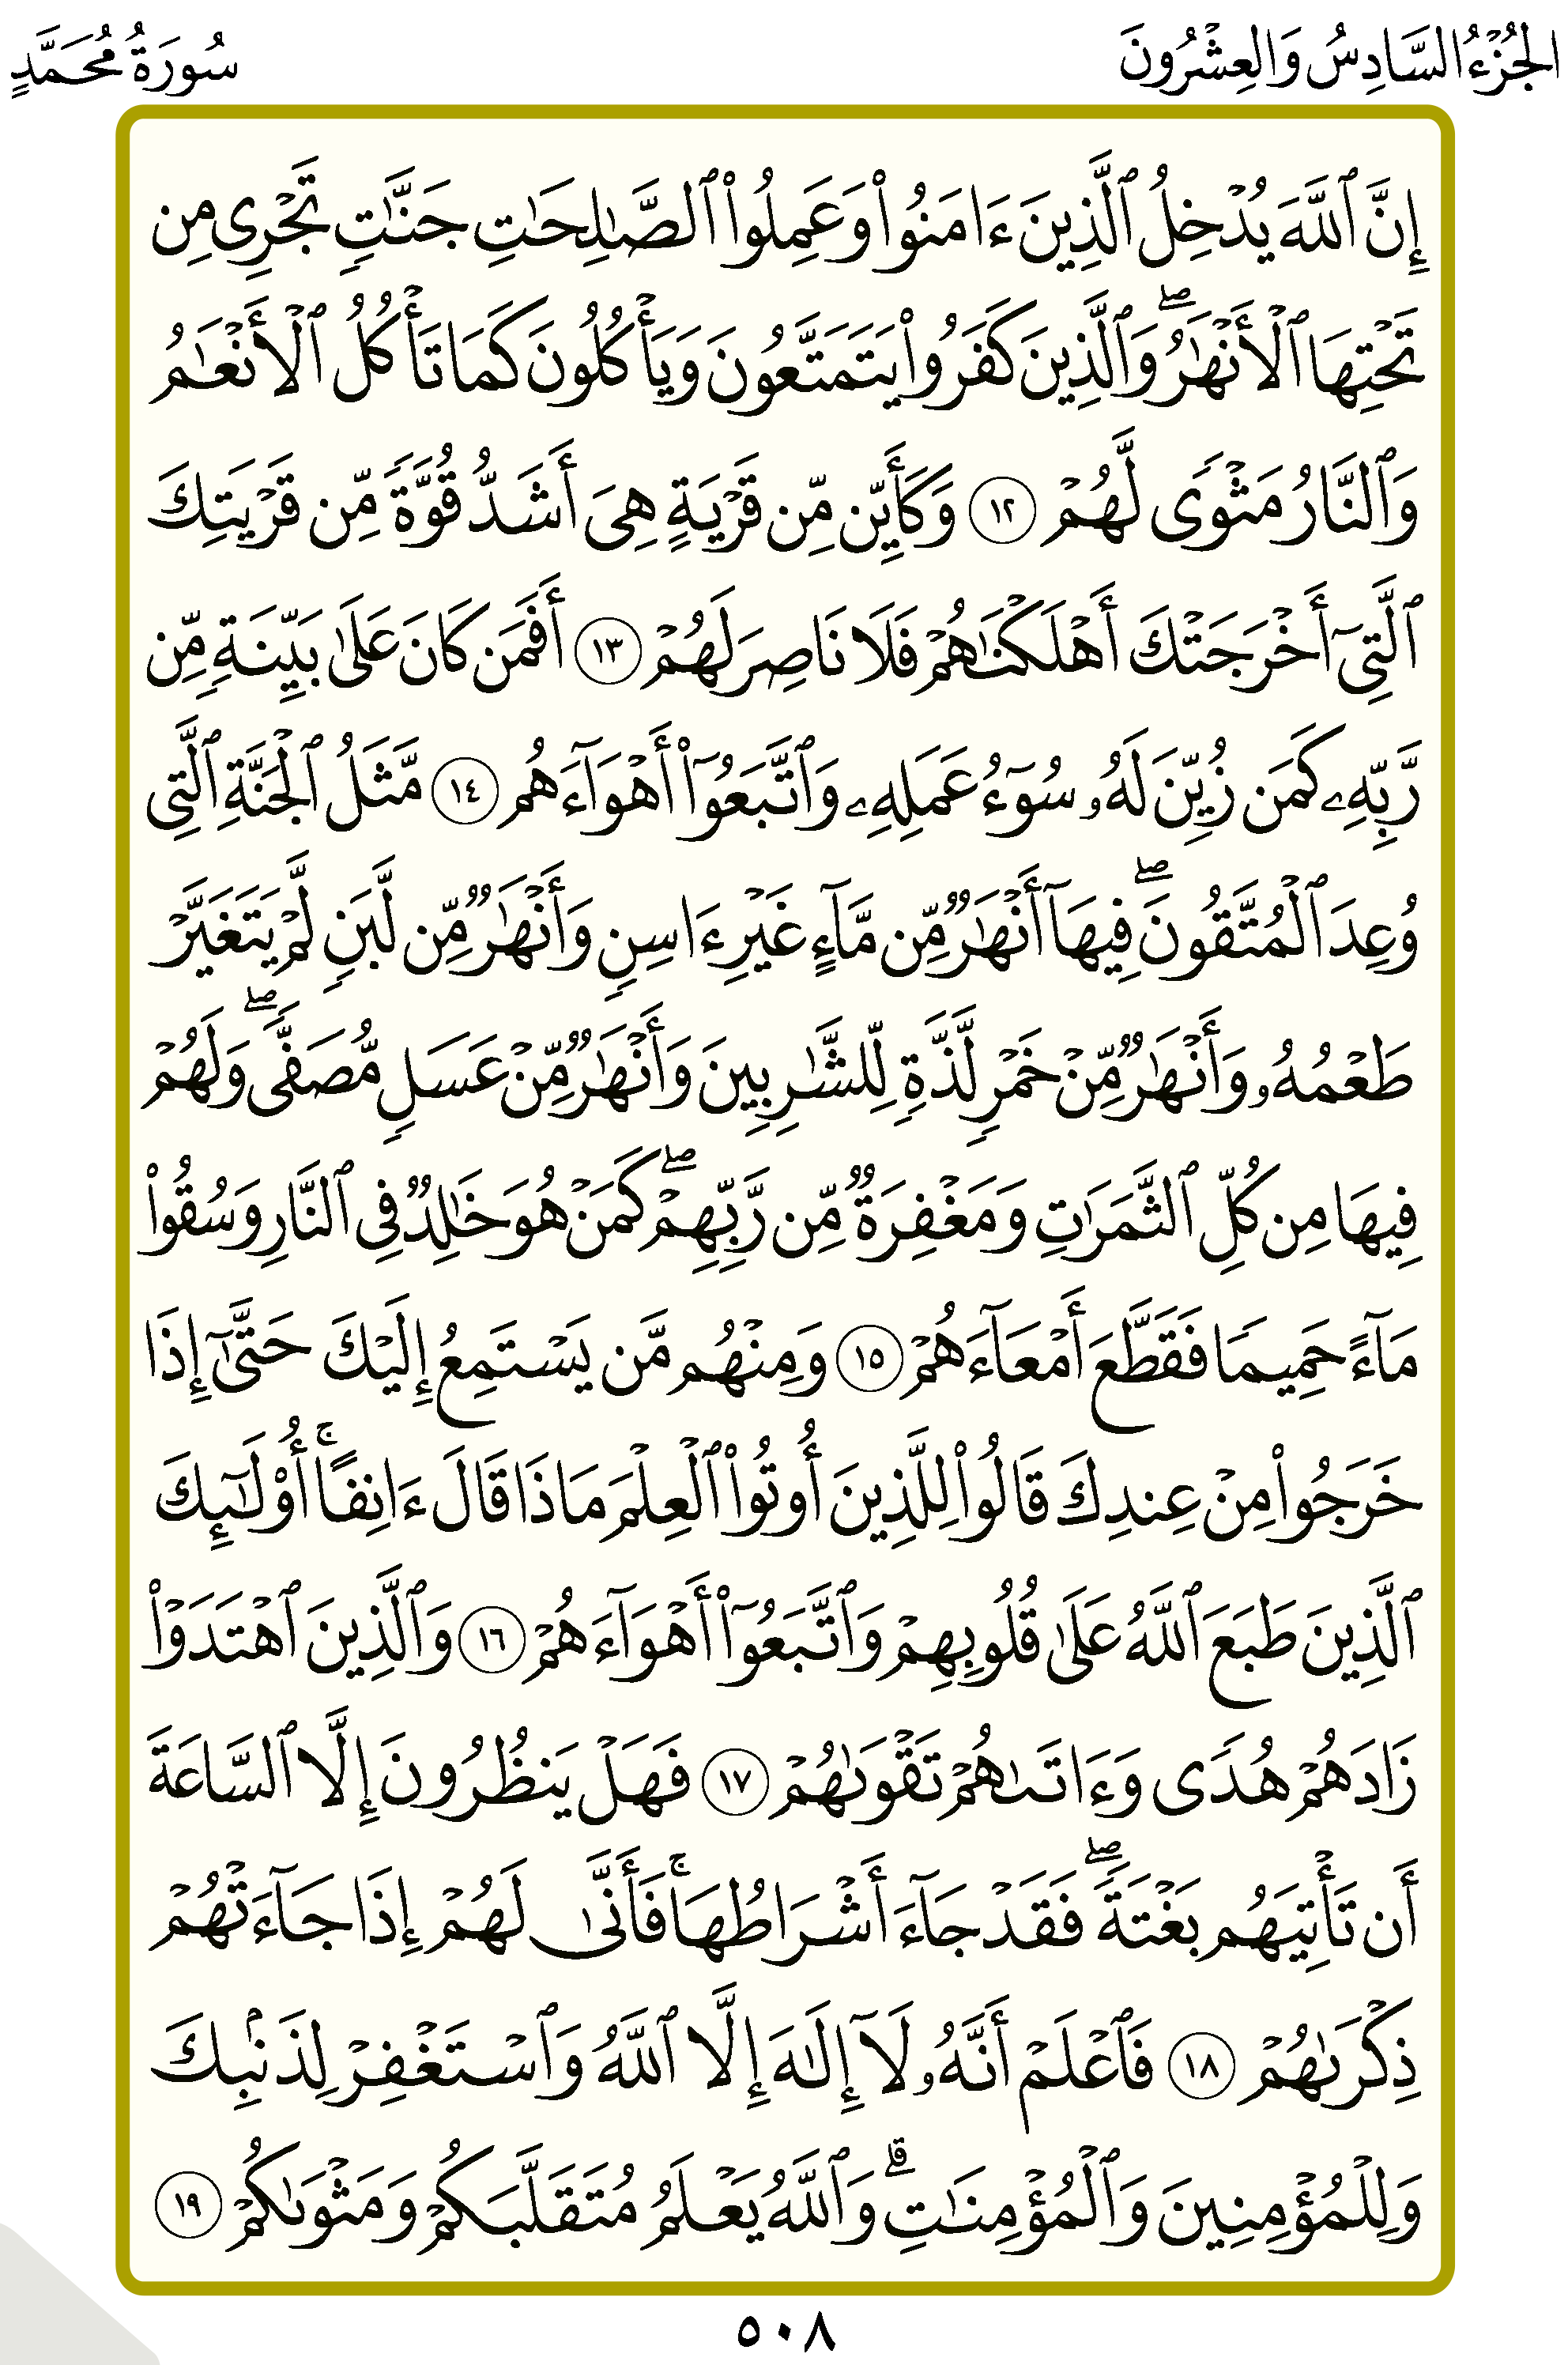 الجُزْءُ السَّادِسُ وَالعِشْرُونَ
سُورَةُ مُحَمَّدٍ
إِنَّ ٱللَّهَ يُدْخِلُ ٱلَّذِينَ ءَامَنُوا۟ وَعَمِلُوا۟ ٱلصَّـٰلِحَـٰتِ جَنَّـٰتٍ تَجْرِى مِن
تَحْتِهَا ٱلْأَنْهَـٰرُ ۖ وَٱلَّذِينَ كَفَرُوا۟ يَتَمَتَّعُونَ وَيَأْكُلُونَ كَمَا تَأْكُلُ ٱلْأَنْعَـٰمُ
وَٱلنَّارُ مَثْوًى لَّهُمْ ١٢ وَكَأَيِّن مِّن قَرْيَةٍ هِىَ أَشَدُّ قُوَّةً مِّن قَرْيَتِكَ
ٱلَّتِىٓ أَخْرَجَتْكَ أَهْلَكْنَـٰهُمْ فَلَا نَاصِرَ لَهُمْ ١٣ أَفَمَن كَانَ عَلَىٰ بَيِّنَةٍ مِّن
رَّبِّهِۦ كَمَن زُيِّنَ لَهُۥ سُوٓءُ عَمَلِهِۦ وَٱتَّبَعُوٓا۟ أَهْوَآءَهُم ١٤ مَّثَلُ ٱلْجَنَّةِ ٱلَّتِى
وُعِدَ ٱلْمُتَّقُونَ ۖ فِيهَآ أَنْهَـٰرٌ مِّن مَّآءٍ غَيْرِ ءَاسِنٍ وَأَنْهَـٰرٌ مِّن لَّبَنٍ لَّمْ يَتَغَيَّرْ
طَعْمُهُۥ وَأَنْهَـٰرٌ مِّنْ خَمْرٍ لَّذَّةٍ لِّلشَّـٰرِبِينَ وَأَنْهَـٰرٌ مِّنْ عَسَلٍ مُّصَفًّى ۖ وَلَهُمْ
فِيهَا مِن كُلِّ ٱلثَّمَرَٰتِ وَمَغْفِرَةٌ مِّن رَّبِّهِمْ ۖ كَمَنْ هُوَ خَـٰلِدٌ فِى ٱلنَّارِ وَسُقُوا۟
مَآءً حَمِيمًا فَقَطَّعَ أَمْعَآءَهُمْ ١٥ وَمِنْهُم مَّن يَسْتَمِعُ إِلَيْكَ حَتَّىٰٓ إِذَا
خَرَجُوا۟ مِنْ عِندِكَ قَالُوا۟ لِلَّذِينَ أُوتُوا۟ ٱلْعِلْمَ مَاذَا قَالَ ءَانِفًا ۚ أُو۟لَـٰٓئِكَ
ٱلَّذِينَ طَبَعَ ٱللَّهُ عَلَىٰ قُلُوبِهِمْ وَٱتَّبَعُوٓا۟ أَهْوَآءَهُمْ ١٦ وَٱلَّذِينَ ٱهْتَدَوْا۟
زَادَهُمْ هُدًى وَءَاتَىٰهُمْ تَقْوَىٰهُمْ ١٧ فَهَلْ يَنظُرُونَ إِلَّا ٱلسَّاعَةَ
أَن تَأْتِيَهُم بَغْتَةً ۖ فَقَدْ جَآءَ أَشْرَاطُهَا ۚ فَأَنَّىٰ لَهُمْ إِذَا جَآءَتْهُمْ
ذِكْرَىٰهُمْ ١٨ فَٱعْلَمْ أَنَّهُۥ لَآ إِلَـٰهَ إِلَّا ٱللَّهُ وَٱسْتَغْفِرْ لِذَنۢبِكَ
وَلِلْمُؤْمِنِينَ وَٱلْمُؤْمِنَـٰتِ ۗ وَٱللَّهُ يَعْلَمُ مُتَقَلَّبَكُمْ وَمَثْوَىٰكُمْ ١٩
٥٠٨